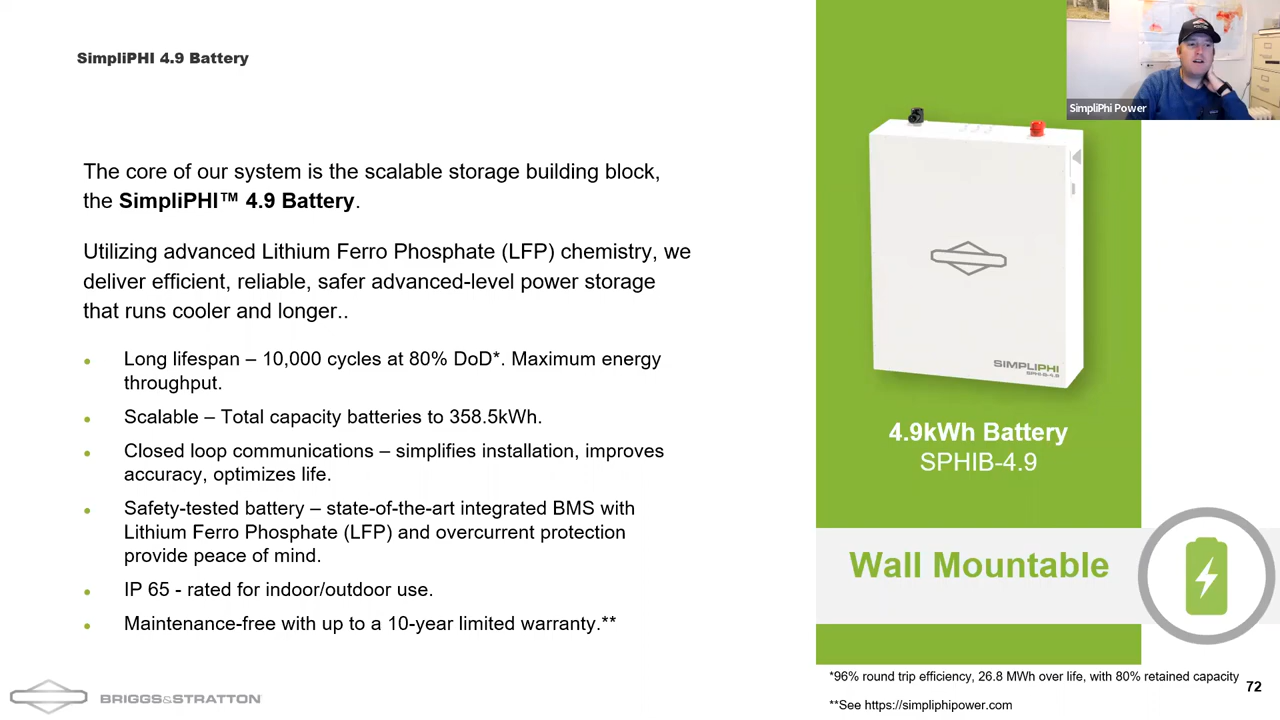 SimpliPHI 4.9 Battery
SimpliPhi Power
The core of our system is the scalable storage building block,
the SimpliPHI™ 4.9 Battery.
Utilizing advanced Lithium Ferro Phosphate (LFP) chemistry, we
deliver efficient, reliable, safer advanced-level power storage
that runs cooler and longer..
• Long lifespan – 10,000 cycles at 80% DoD*. Maximum energy
throughput.
• Scalable – Total capacity batteries to 358.5kWh.
• Closed loop communications – simplifies installation, improves
accuracy, optimizes life.
• Safety-tested battery – state-of-the-art integrated BMS with
Lithium Ferro Phosphate (LFP) and overcurrent protection
provide peace of mind.
• IP 65 - rated for indoor/outdoor use.
• Maintenance-free with up to a 10-year limited warranty.**
SIMPLIPHI
SPHIB-4.9
4.9kWh Battery
SPHIB-4.9
Wall Mountable
*96% round trip efficiency, 26.8 MWh over life, with 80% retained capacity
**See https://simpliphipower.com
72
BRIGGS&STRATTON